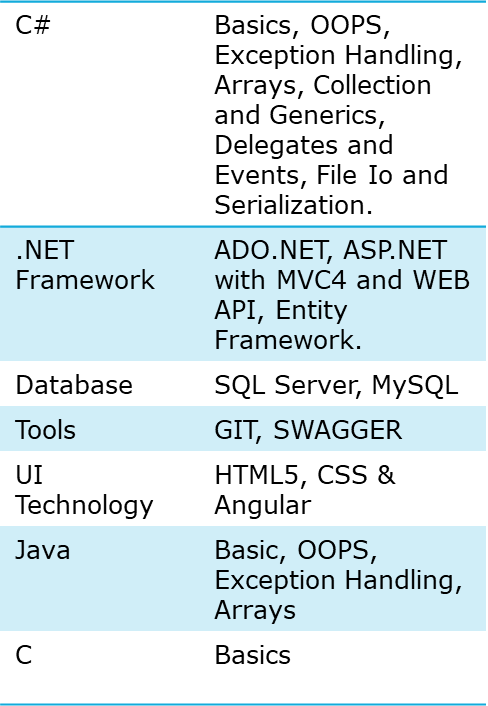 C#
Basics, OOPS,
Exception Handling,
Arrays, Collection
and Generics,
Delegates and
Events, File Io and
Serialization.
.NET
Framework
ADO.NET, ASP.NET
with MVC4 and WEB
API, Entity
Framework.
Database
SQL Server, MySQL
Tools
GIT, SWAGGER
UI
Technology
HTML5, CSS &
Angular
Java
Basic, OOPS,
Exception Handling,
Arrays
C
Basics